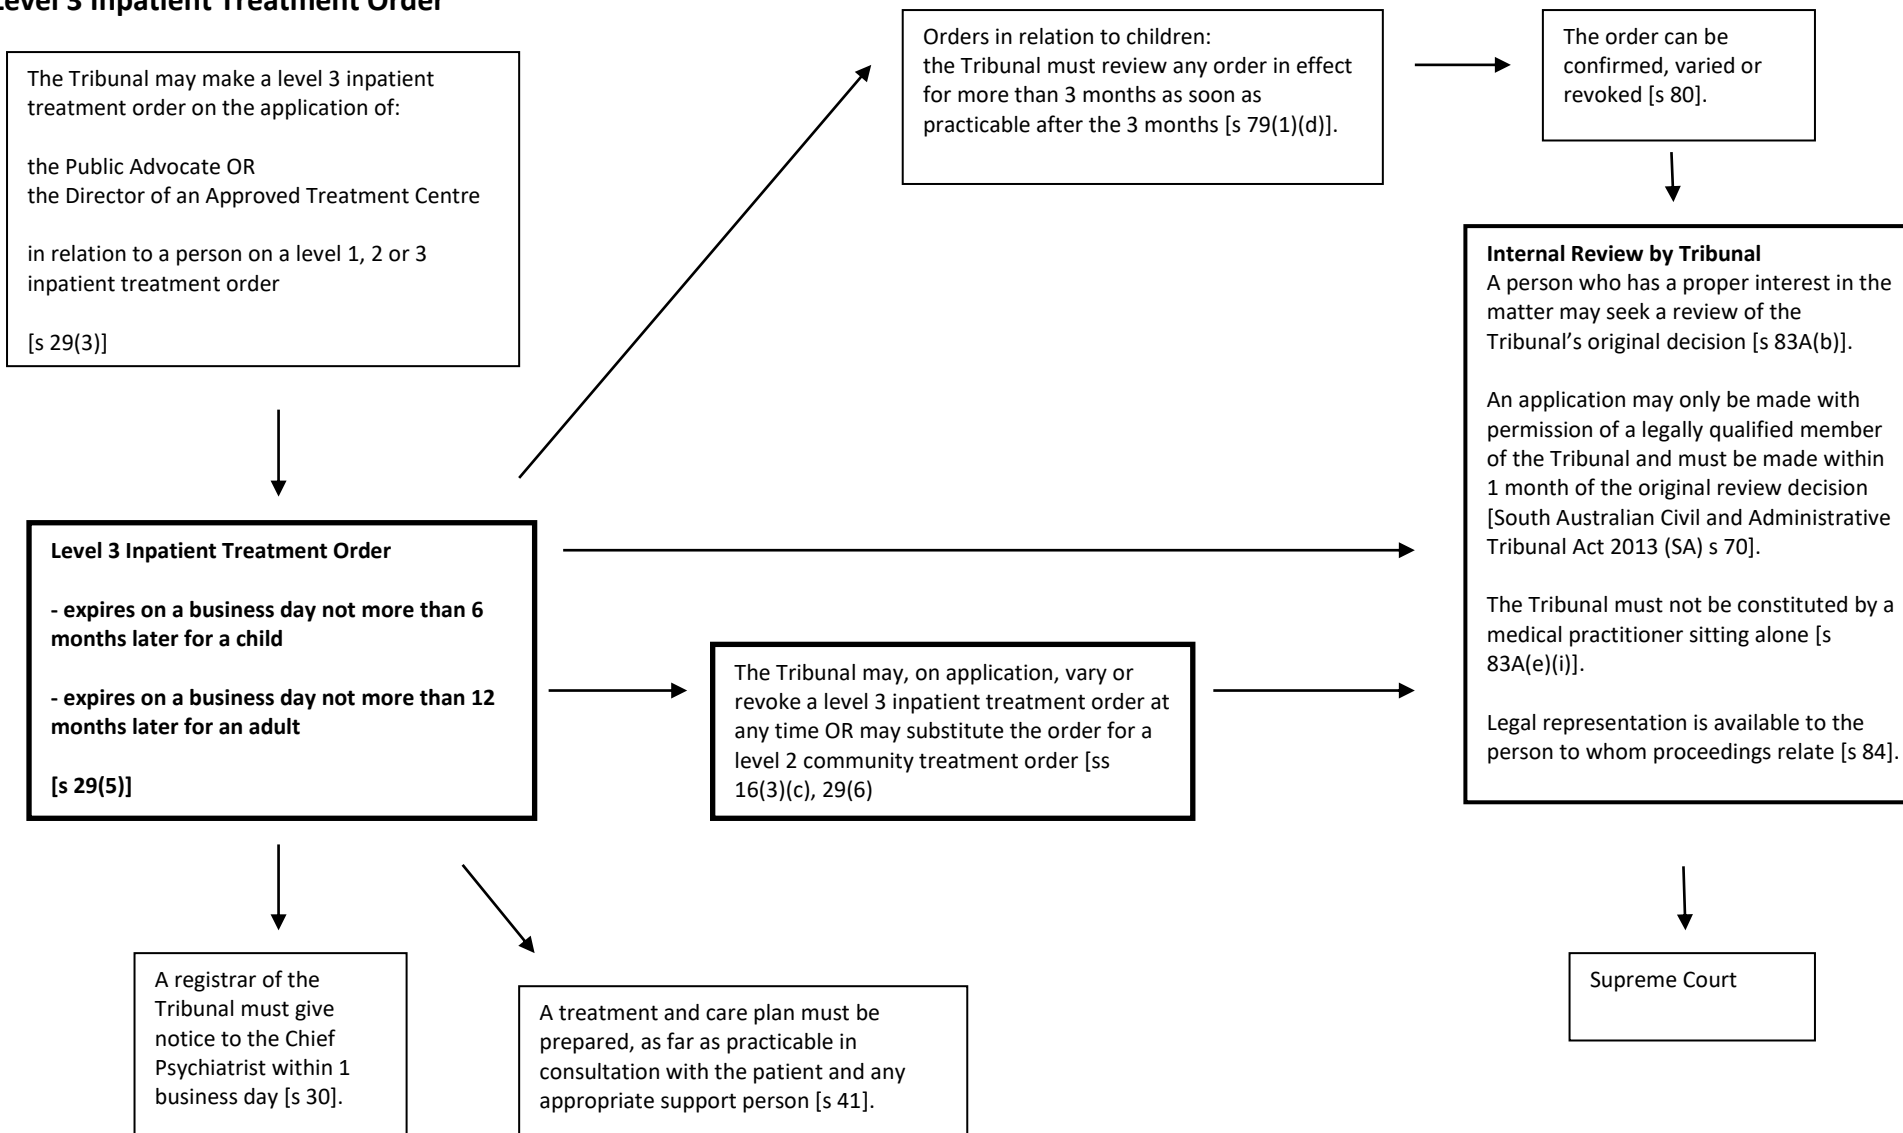 Level 3 Inpatient Treatment Order
The Tribunal may make a level 3 inpatient
treatment order on the application of:
the Public Advocate OR
the Director of an Approved Treatment Centre
in relation to a person on a level 1, 2 or 3
inpatient treatment order
[s 29(3)]
Orders in relation to children:
the Tribunal must review any order in effect
for more than 3 months as soon as
practicable after the 3 months [s 79(1)(d)].
The order can be
confirmed, varied or
revoked [s 80].
Internal Review by Tribunal
A person who has a proper interest in the
matter may seek a review of the
Tribunal’s original decision [s 83A(b)].
An application may only be made with
permission of a legally qualified member
of the Tribunal and must be made within
1 month of the original review decision
[South Australian Civil and Administrative
Tribunal Act 2013 (SA) s 70].
The Tribunal must not be constituted by a
medical practitioner sitting alone [s
83A(e)(i)].
Legal representation is available to the
person to whom proceedings relate [s 84].
Level 3 Inpatient Treatment Order
- expires on a business day not more than 6
months later for a child
- expires on a business day not more than 12
months later for an adult
[s 29(5)]
The Tribunal may, on application, vary or
revoke a level 3 inpatient treatment order at
any time OR may substitute the order for a
level 2 community treatment order [ss
16(3)(c), 29(6)
A registrar of the
Tribunal must give
notice to the Chief
Psychiatrist within 1
business day [s 30].
A treatment and care plan must be
prepared, as far as practicable in
consultation with the patient and any
appropriate support person [s 41].
Supreme Court